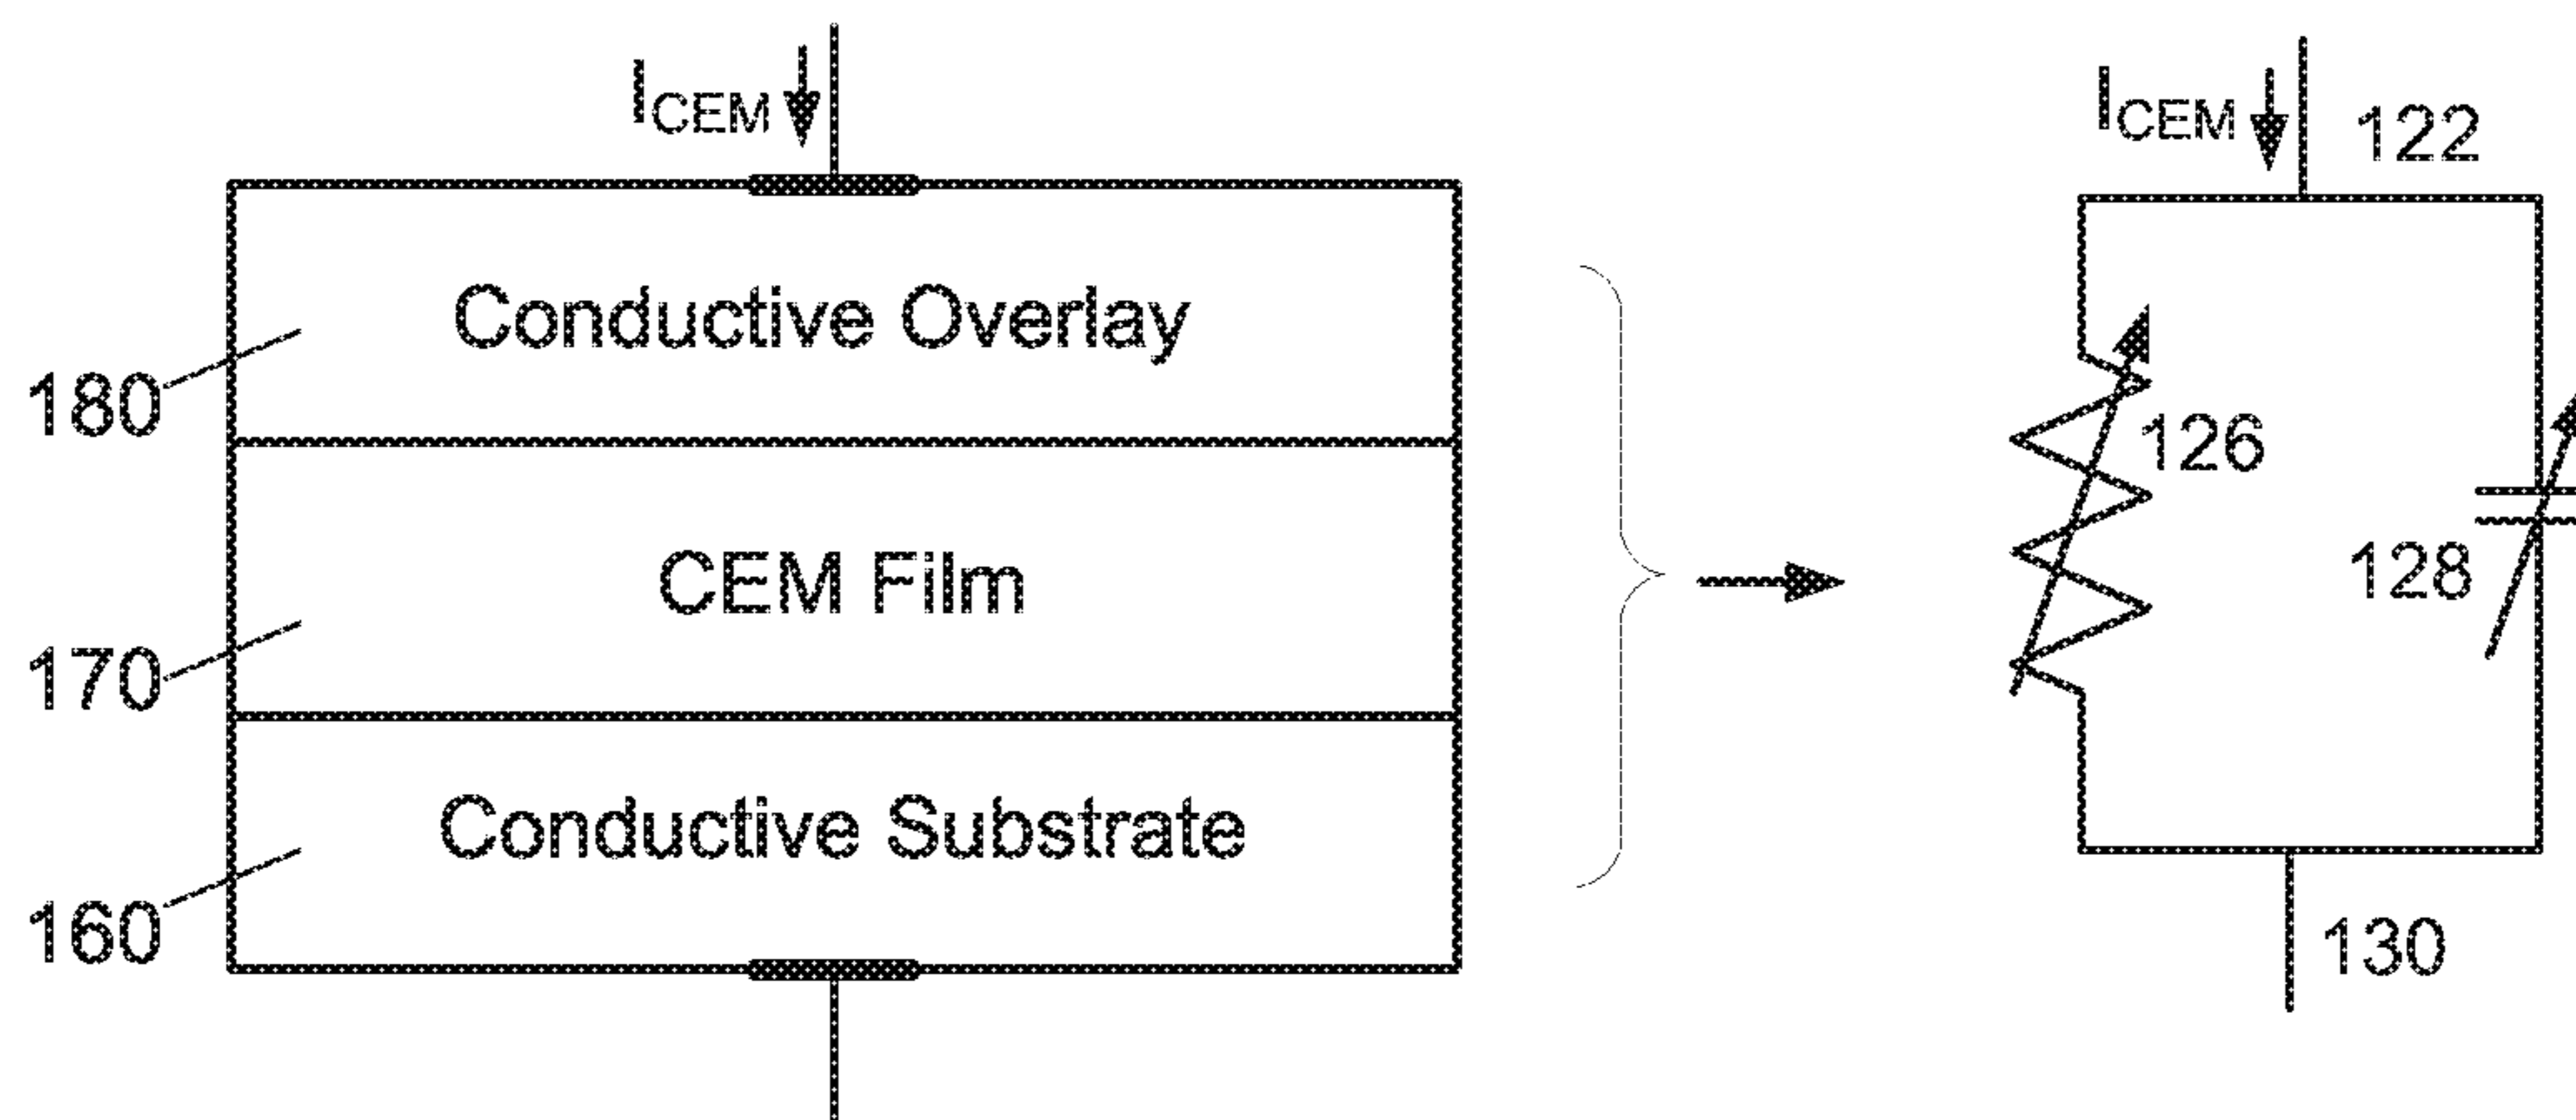 I_CEM
Conductive Overlay
180
CEM Film
170
Conductive Substrate
160
I_CEM
122
126
128
130